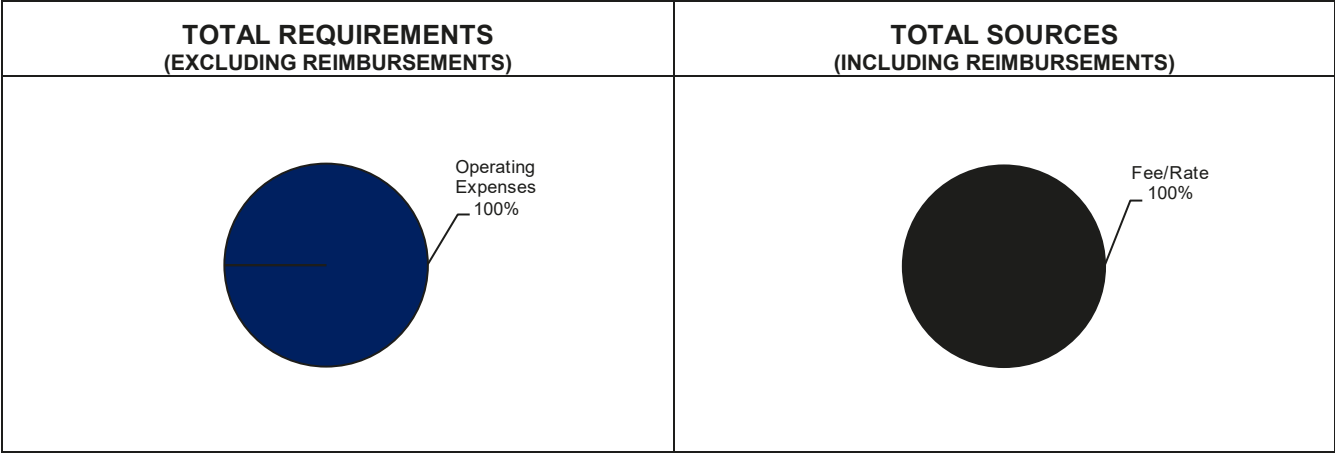 TOTAL REQUIREMENTS
(EXCLUDING REIMBURSEMENTS)
Operating
Expenses
100%
TOTAL SOURCES
(INCLUDING REIMBURSEMENTS)
Fee/Rate
100%